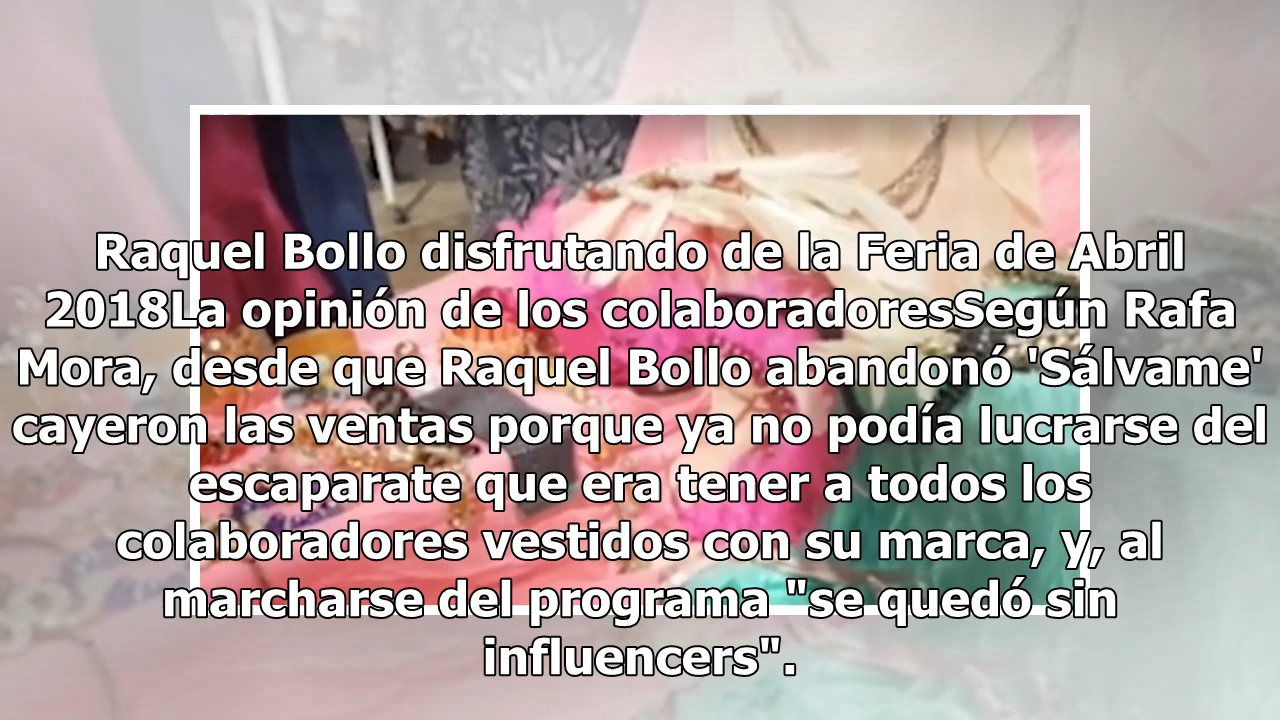 Raquel Bollo disfrutando de la Feria de Abril
2018La opinión de los colaboradoresSegún Rafa
Mora, desde que Raquel Bollo abandonó 'Sálvame'
cayeron las ventas porque ya no podía lucrarse del
escaparate que era tener a todos los
colaboradores vestidos con su marca, y, al
marcharse del programa "se quedó sin
influencers".